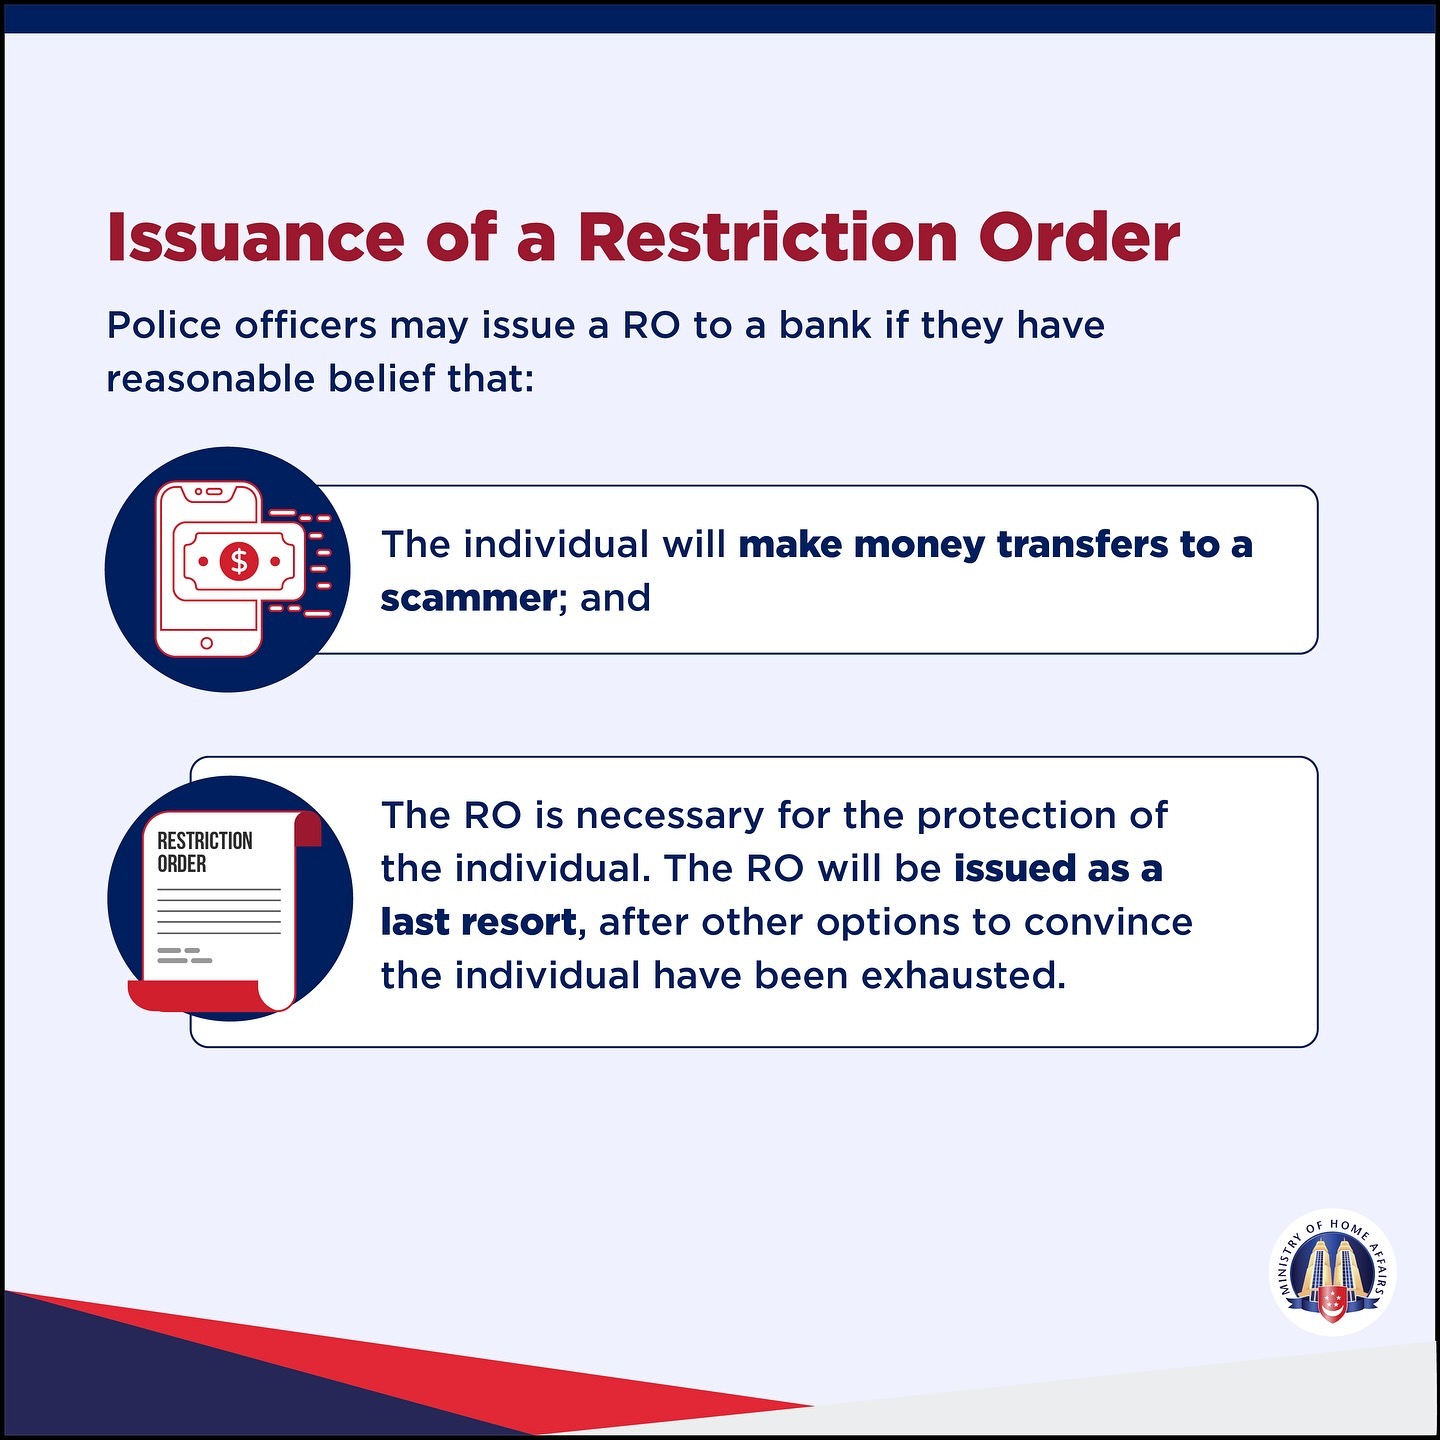 Issuance of a Restriction Order
Police officers may issue a RO to a bank if they have
reasonable belief that:
$
The individual will make money transfers to a
scammer; and
RESTRICTION
ORDER
The RO is necessary for the protection of
the individual. The RO will be issued as a
last resort, after other options to convince
the individual have been exhausted.
MINISTRY OF HOME AFFAIRS